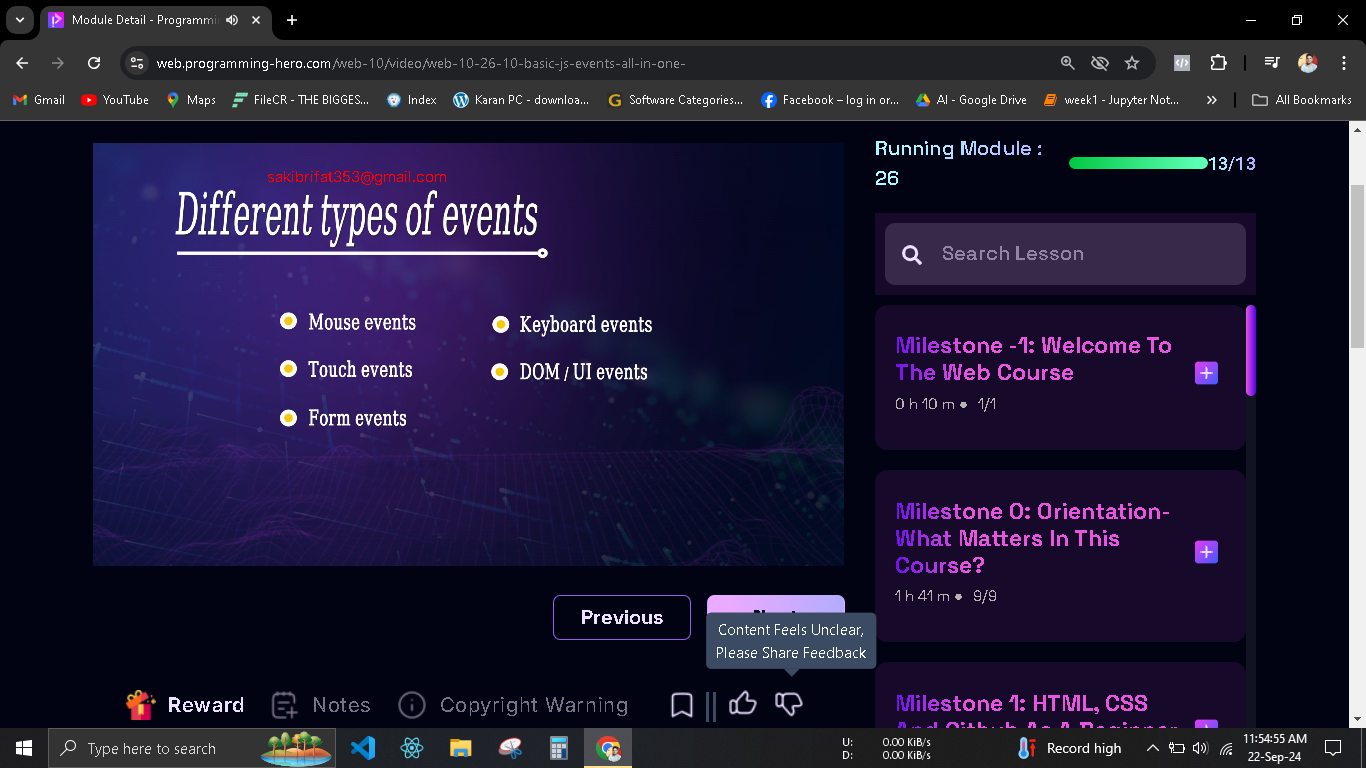 Module Detail - Programmi
web.programming-hero.com/web-10/video/web-10-26-10-basic-js-events-all-in-one-
Gmail
YouTube
Maps
FileCR - THE BIGGES...
Index
Karan PC - downloa...
Software Categories...
Facebook – log in or...
AI - Google Drive
week1 - Jupyter Not...
»
All Bookmarks
sakibrifat353@gmail.com
Different types of events
Mouse events
Touch events
Form events
Keyboard events
DOM / UI events
Previous
Content Feels Unclear,
Please Share Feedback
Reward
Notes
Copyright Warning
Running Module :
26
13/13
Search Lesson
Milestone -1: Welcome To
The Web Course
0 h 10 m • 1/1
Milestone 0: Orientation-
What Matters In This
Course?
1 h 41 m • 9/9
Milestone 1: HTML, CSS
And Github As A Beginner
Type here to search
U: 0.00 KiB/s
D: 0.00 KiB/s
Record high
11:54:55 AM
22-Sep-24